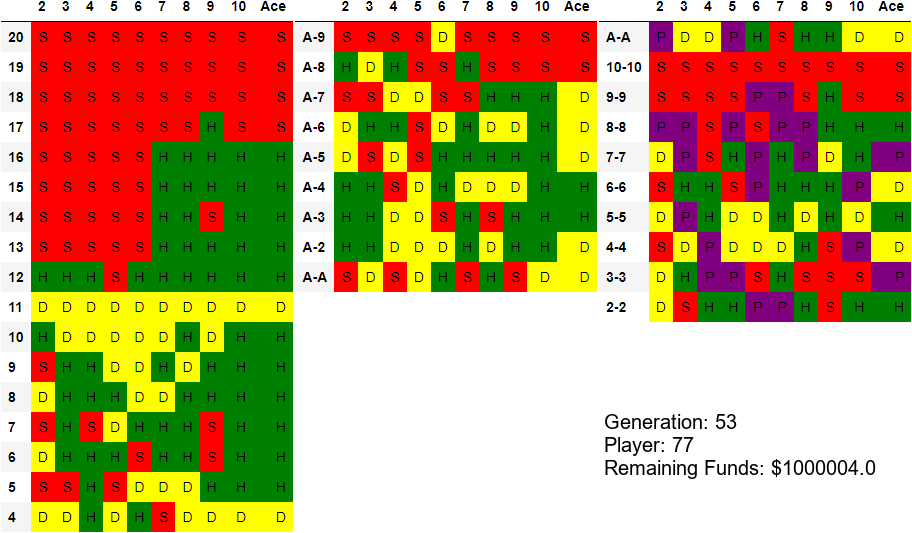 2 3 4 5 6 7 8 9 10 Ace
20 S S S S S S S S S S
19 S S S S S S S S S S
18 S S S S S S S S S S
17 S S S S S S S H S S
16 S S S S S H H H H H
15 S S S S S H H H H H
14 S S S S S H H S H H
13 S S S S S H H H H H
12 H H H S H H H H H H
11 D D D D D D D D D D
10 H D D D D D H D H H
9 S H H D D H D H H H
8 D H H H D D H H H H
7 S H S D H H H S H H
6 D H H H S H H S H H
5 S S H S D D D H H H
4 D D H D H S D D D D
2 3 4 5 6 7 8 9 10 Ace
A-9 S S S S D S S S S S
A-8 H D H S S H S S S S
A-7 S S D D S S H H H D
A-6 D H H S D H D D H D
A-5 D S D S H H H H H D
A-4 H H S D H D D D H H
A-3 H H D D S H S H H H
A-2 H H D D D H D H H D
A-A S D S D H S H S D D
2 3 4 5 6 7 8 9 10 Ace
A-A P D D P H S H H D D
10-10 S S S S S S S S S S
9-9 S S S S P P S H S S
8-8 P P S P S P P H H H
7-7 D P S H P H P D H P
6-6 S H H S P H H H P D
5-5 D P H D D H D H D H
4-4 S D P D D D H S P D
3-3 D H P P S H S S S P
2-2 D S H H P P H S H H
Generation: 53
Player: 77
Remaining Funds: $1000004.0